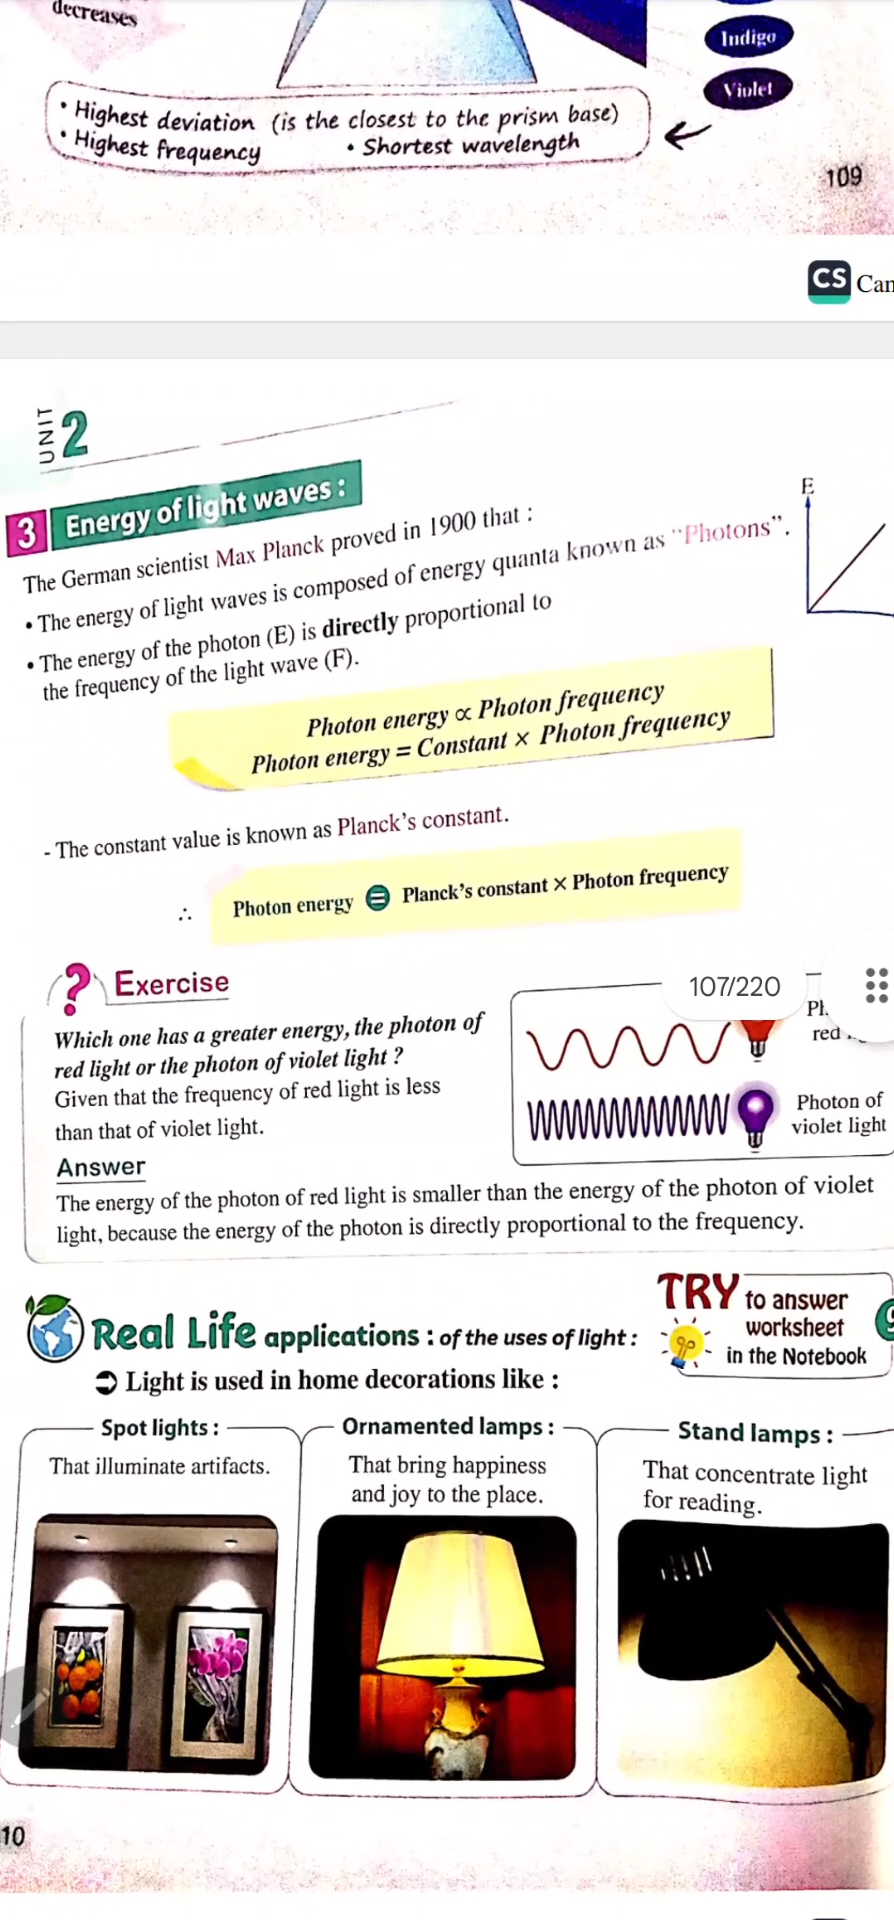 decreases
Indigo
Violet
• Highest deviation (is the closest to the prism base)
• Highest frequency • Shortest wavelength
109
CS
UNIT
2
3 Energy of light waves :
E
The German scientist Max Planck proved in 1900 that :
• The energy of light waves is composed of energy quanta known as “Photons”.
• The energy of the photon (E) is directly proportional to
the frequency of the light wave (F).
Photon energy ∝ Photon frequency
Photon energy = Constant × Photon frequency
- The constant value is known as Planck’s constant.
∴ Photon energy = Planck’s constant × Photon frequency
? Exercise
107/220
Which one has a greater energy, the photon of
red light or the photon of violet light ?
Given that the frequency of red light is less
than that of violet light.
red
Photon of
violet light
Answer
The energy of the photon of red light is smaller than the energy of the photon of violet
light, because the energy of the photon is directly proportional to the frequency.
Real Life applications : of the uses of light :
TRY to answer
worksheet
in the Notebook
Light is used in home decorations like :
Spot lights :
That illuminate artifacts.
Ornamented lamps :
That bring happiness
and joy to the place.
Stand lamps :
That concentrate light
for reading.
10